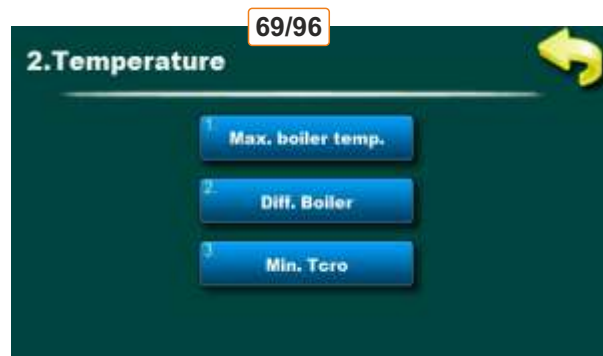 69/96
2.Temperature
1.
Max. boiler temp.
2.
Diff. Boiler
3.
Min. Tcro